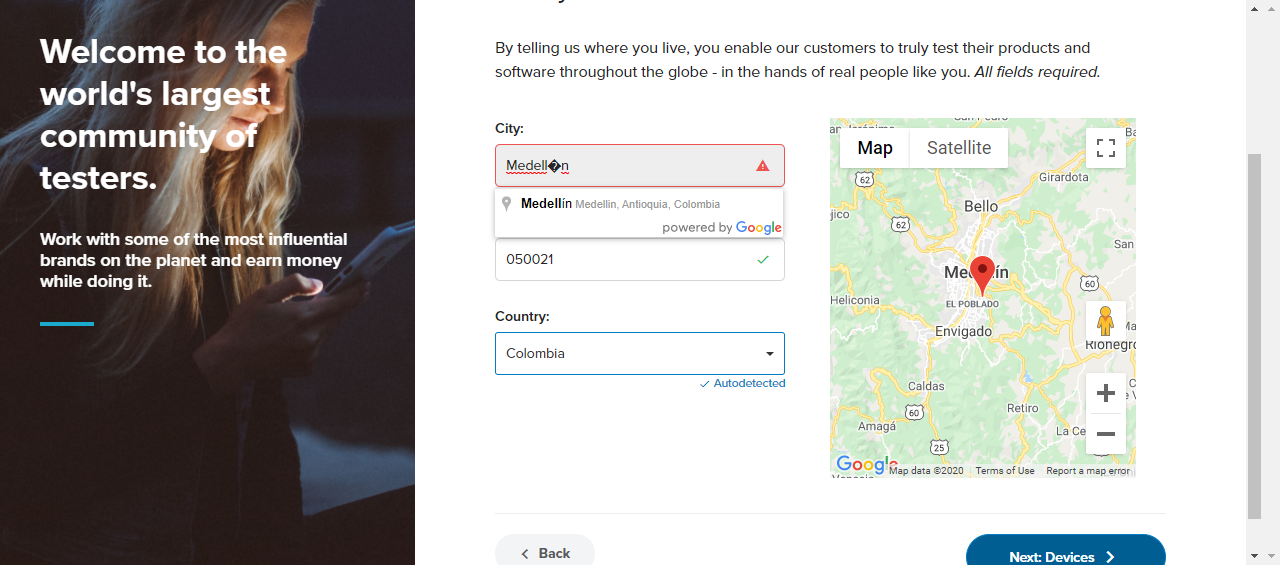 Welcome to the
world's largest
community of
testers.
Work with some of the most influential
brands on the planet and earn money
while doing it.
By telling us where you live, you enable our customers to truly test their products and
software throughout the globe - in the hands of real people like you. All fields required.
City:
Medell�n
Medellín Medellin, Antioquia, Colombia
powered by Google
050021
Country:
Colombia
Autodetected
Map
Satellite
62
Girardota
Bello
62
San
60
Heliconia
EL POBLADO
Envigado
Caldas
60
Retiro
Amagá
La Ce
25
Google
Map data ©2020
Terms of Use
Report a map error
Back
Next: Devices